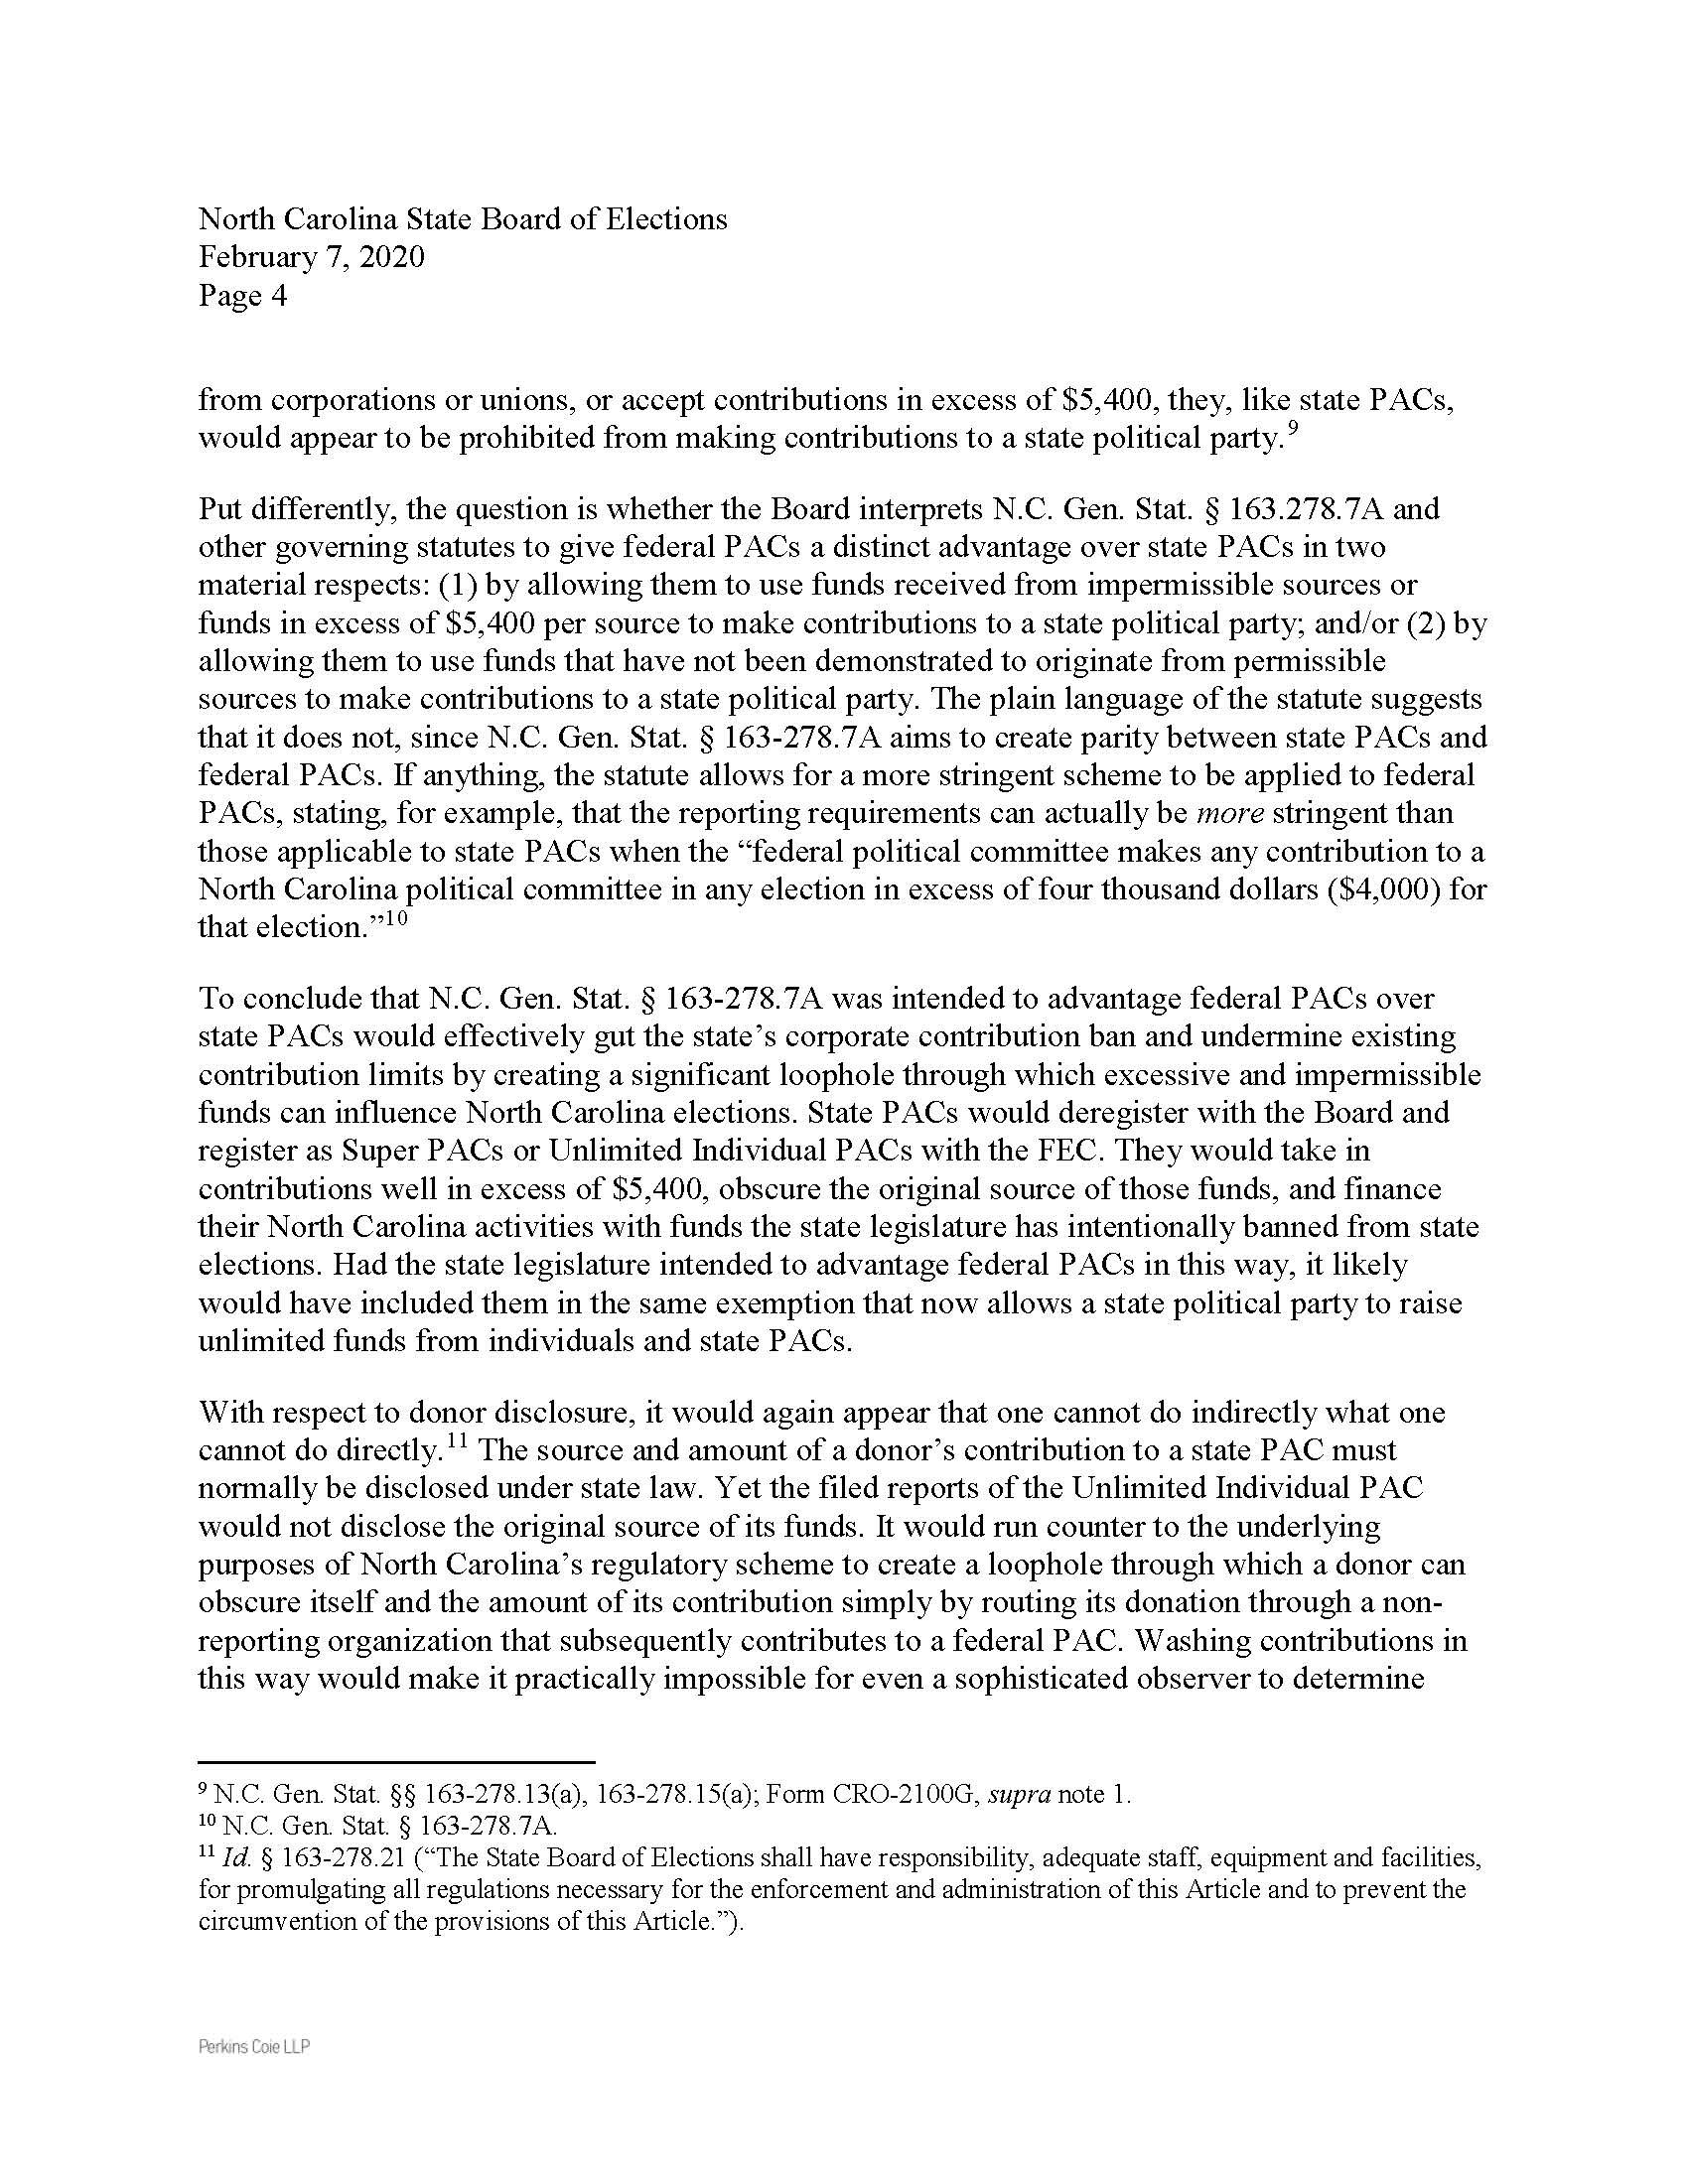 North Carolina State Board of Elections
February 7, 2020
Page 4
from corporations or unions, or accept contributions in excess of $5,400, they, like state PACs,
would appear to be prohibited from making contributions to a state political party.9
Put differently, the question is whether the Board interprets N.C. Gen. Stat. § 163.278.7A and
other governing statutes to give federal PACs a distinct advantage over state PACs in two
material respects: (1) by allowing them to use funds received from impermissible sources or
funds in excess of $5,400 per source to make contributions to a state political party; and/or (2) by
allowing them to use funds that have not been demonstrated to originate from permissible
sources to make contributions to a state political party. The plain language of the statute suggests
that it does not, since N.C. Gen. Stat. § 163-278.7A aims to create parity between state PACs and
federal PACs. If anything, the statute allows for a more stringent scheme to be applied to federal
PACs, stating, for example, that the reporting requirements can actually be more stringent than
those applicable to state PACs when the “federal political committee makes any contribution to a
North Carolina political committee in any election in excess of four thousand dollars ($4,000) for
that election.”10
To conclude that N.C. Gen. Stat. § 163-278.7A was intended to advantage federal PACs over
state PACs would effectively gut the state’s corporate contribution ban and undermine existing
contribution limits by creating a significant loophole through which excessive and impermissible
funds can influence North Carolina elections. State PACs would deregister with the Board and
register as Super PACs or Unlimited Individual PACs with the FEC. They would take in
contributions well in excess of $5,400, obscure the original source of those funds, and finance
their North Carolina activities with funds the state legislature has intentionally banned from state
elections. Had the state legislature intended to advantage federal PACs in this way, it likely
would have included them in the same exemption that now allows a state political party to raise
unlimited funds from individuals and state PACs.
With respect to donor disclosure, it would again appear that one cannot do indirectly what one
cannot do directly.11 The source and amount of a donor’s contribution to a state PAC must
normally be disclosed under state law. Yet the filed reports of the Unlimited Individual PAC
would not disclose the original source of its funds. It would run counter to the underlying
purposes of North Carolina’s regulatory scheme to create a loophole through which a donor can
obscure itself and the amount of its contribution simply by routing its donation through a non-
reporting organization that subsequently contributes to a federal PAC. Washing contributions in
this way would make it practically impossible for even a sophisticated observer to determine
9 N.C. Gen. Stat. §§ 163-278.13(a), 163-278.15(a); Form CRO-2100G, supra note 1.
10 N.C. Gen. Stat. § 163-278.7A.
11 Id. § 163-278.21 (“The State Board of Elections shall have responsibility, adequate staff, equipment and facilities,
for promulgating all regulations necessary for the enforcement and administration of this Article and to prevent the
circumvention of the provisions of this Article.”).
Perkins Coie LLP